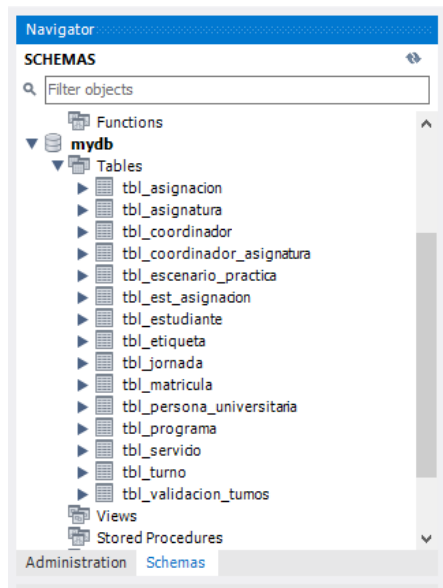 Navigator
SCHEMAS
Filter objects
Functions
mydb
Tables
tbl_asignacion
tbl_asignatura
tbl_coordinador
tbl_coordinador_asignatura
tbl_escenario_practica
tbl_est_asignacion
tbl_estudiante
tbl_etiqueta
tbl_jornada
tbl_matricula
tbl_persona_universitaria
tbl_programa
tbl_servicio
tbl_turno
tbl_validacion_turnos
Views
Stored Procedures
Administration Schemas